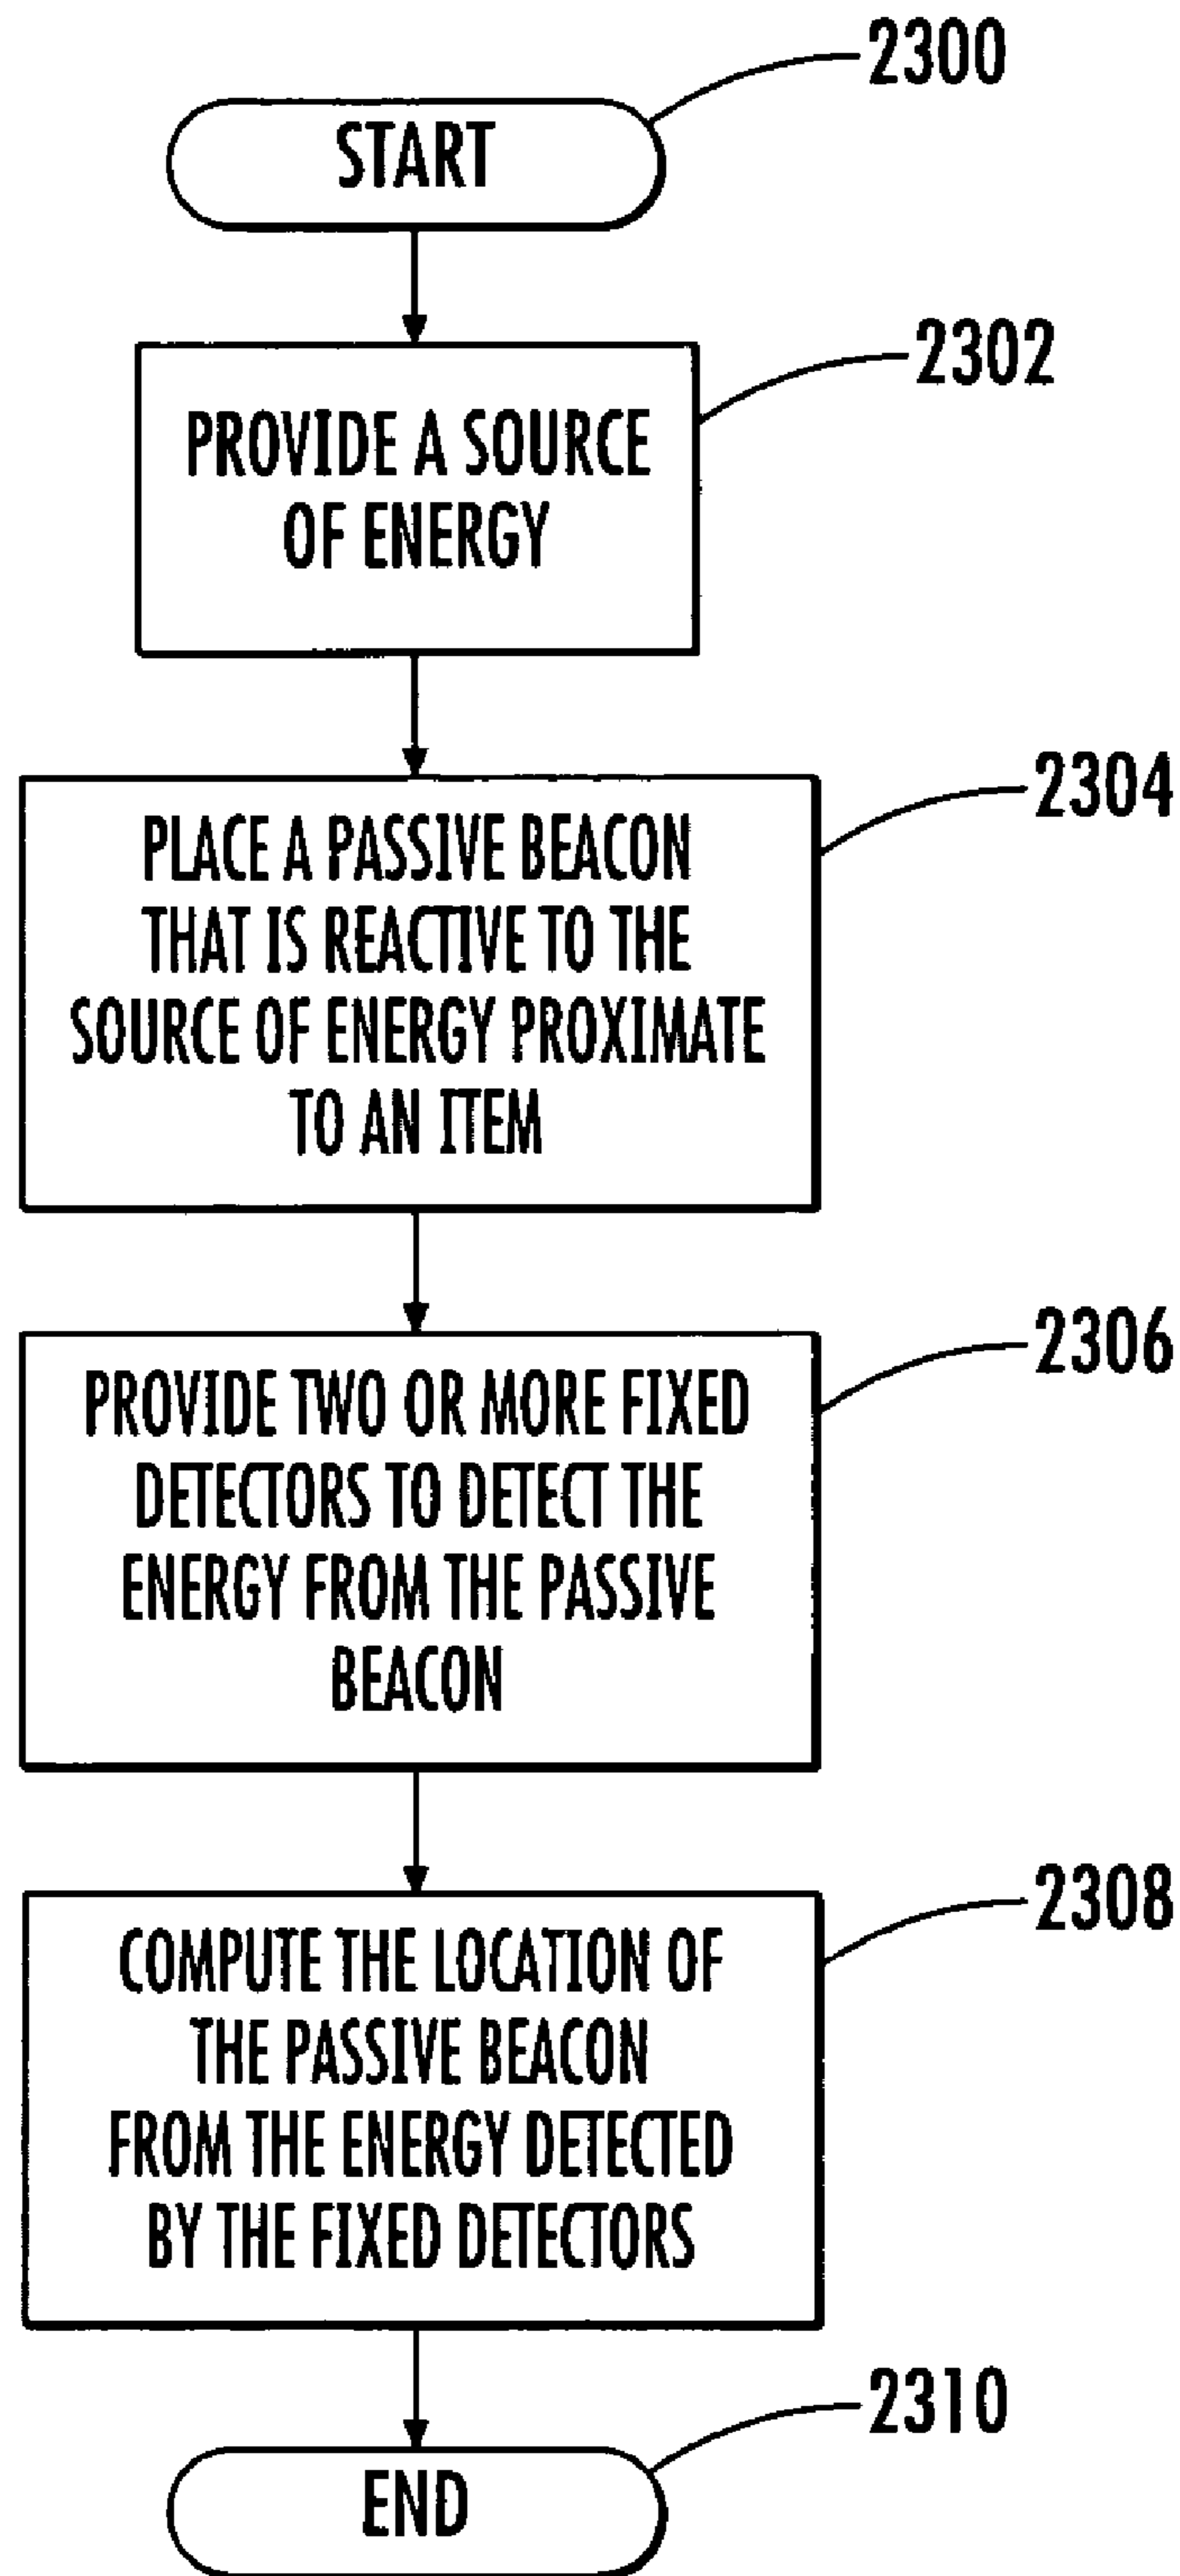 2300
START
2302
PROVIDE A SOURCE
OF ENERGY
2304
PLACE A PASSIVE BEACON
THAT IS REACTIVE TO THE
SOURCE OF ENERGY PROXIMATE
TO AN ITEM
2306
PROVIDE TWO OR MORE FIXED
DETECTORS TO DETECT THE
ENERGY FROM THE PASSIVE
BEACON
2308
COMPUTE THE LOCATION OF
THE PASSIVE BEACON
FROM THE ENERGY DETECTED
BY THE FIXED DETECTORS
2310
END